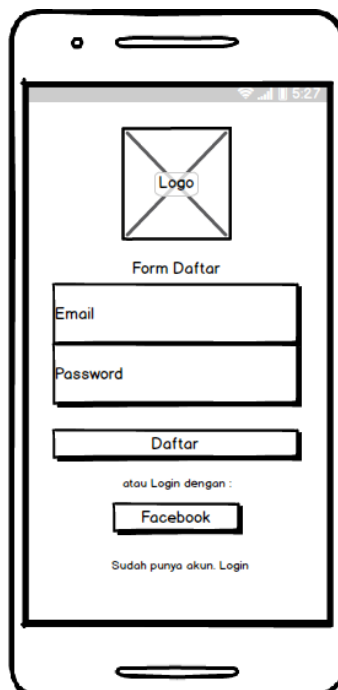 5:27
Logo
Form Daftar
Email
Password
Daftar
atau Login dengan :
Facebook
Sudah punya akun. Login